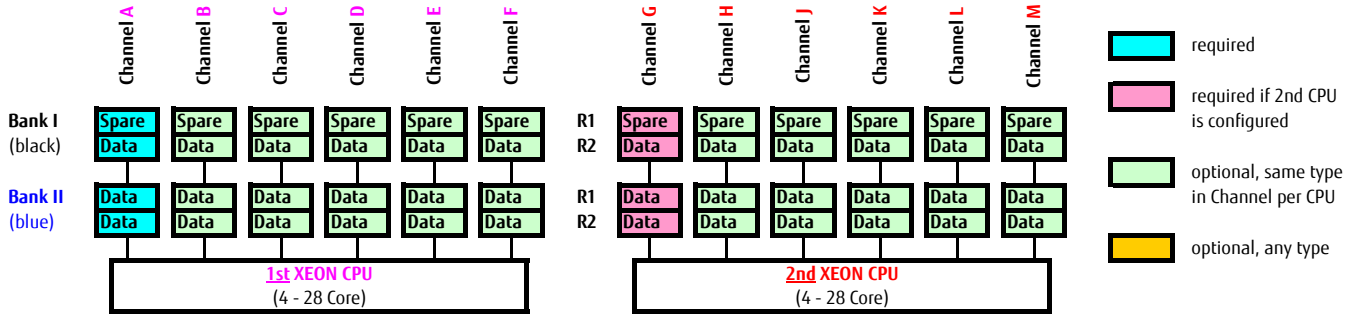 Channel A Channel B Channel C Channel D Channel E Channel F Channel G Channel H Channel J Channel K Channel L Channel M
required
required if 2nd CPU
is configured
optional, same type
in Channel per CPU
optional, any type
Bank I Spare Spare Spare Spare Spare Spare R1 Spare Spare Spare Spare Spare Spare
(black) Data Data Data Data Data Data R2 Data Data Data Data Data Data
Bank II Data Data Data Data Data Data R1 Data Data Data Data Data Data
(blue) Data Data Data Data Data Data R2 Data Data Data Data Data Data
1st XEON CPU 2nd XEON CPU
(4 - 28 Core) (4 - 28 Core)